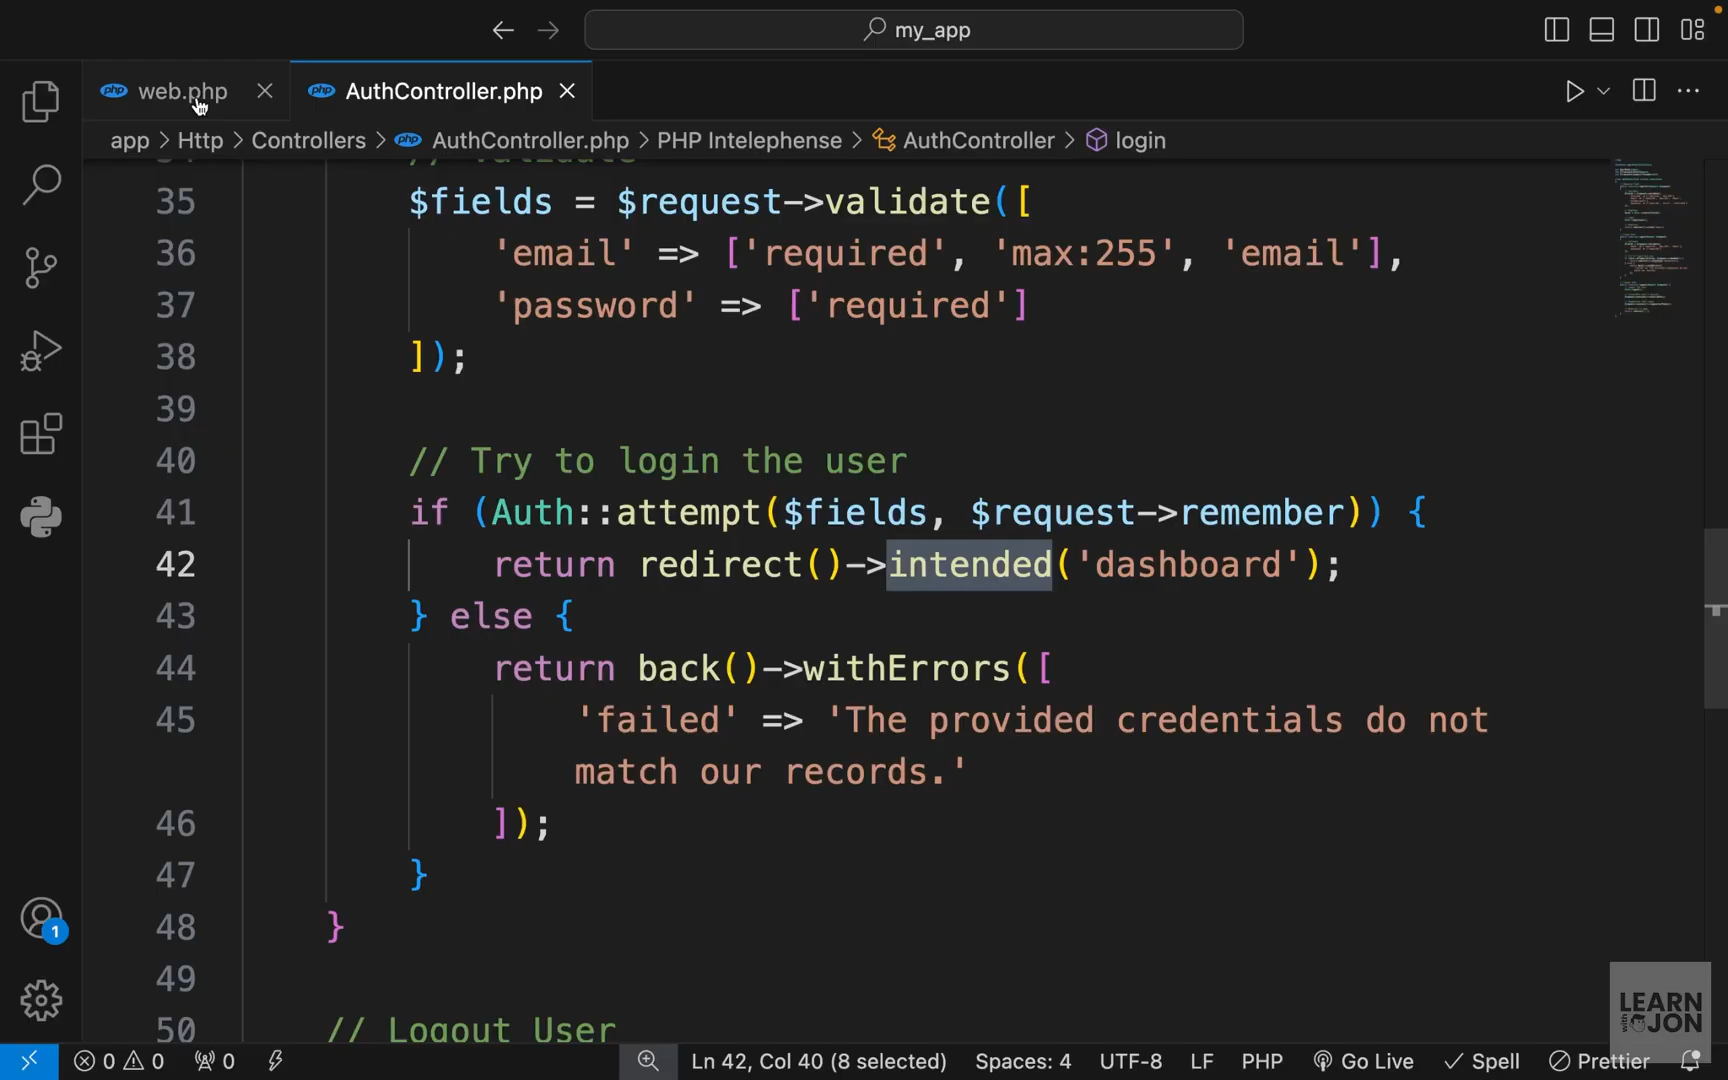 my_app
web.php
AuthController.php
app > Http > Controllers > AuthController.php > PHP Intelephense > AuthController > login
35 $fields = $request->validate([
36 'email' => ['required', 'max:255', 'email'],
37 'password' => ['required']
38 ]);
39
40 // Try to login the user
41 if (Auth::attempt($fields, $request->remember)) {
42 return redirect()->intended('dashboard');
43 } else {
44 return back()->withErrors([
45 'failed' => 'The provided credentials do not
match our records.'
46 ]);
47 }
48 }
49
50 // Logout User
1
LEARN
with JON
0 0 0 Ln 42, Col 40 (8 selected) Spaces: 4 UTF-8 LF PHP Go Live Spell Prettier